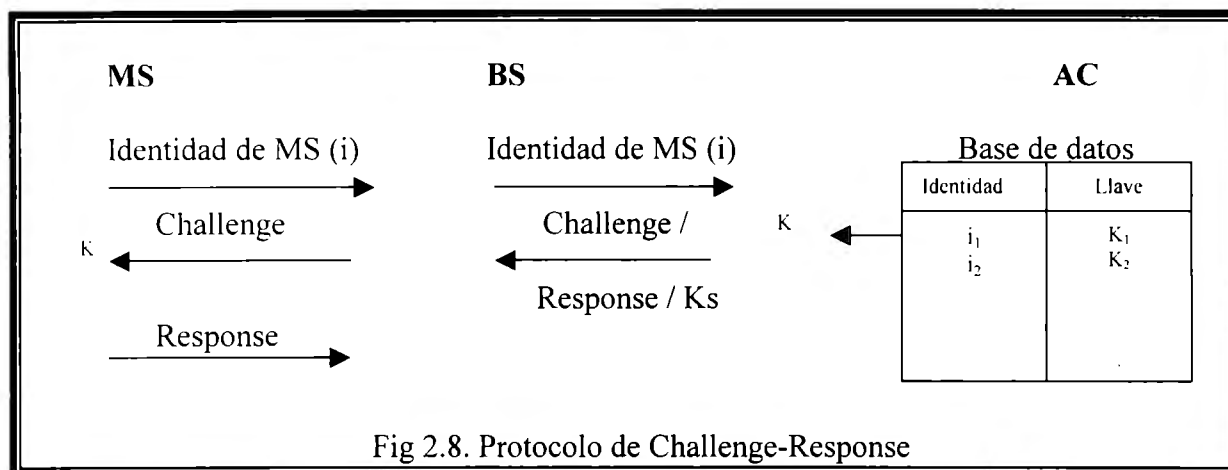 MS BS AC
Identidad de MS (i) Identidad de MS (i) Base de datos
Identidad Llave
Challenge Challenge / K i₁ K₁
K i₂ K₂
Response / Ks
Response
Fig 2.8. Protocolo de Challenge-Response